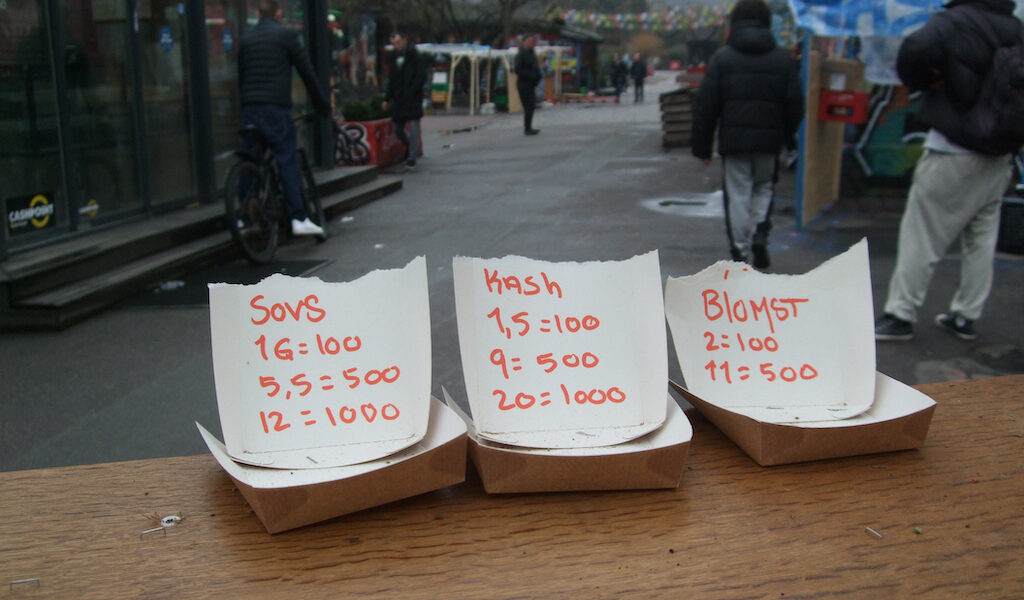 CASHPOINT
SOVS
1G=100
5,5=500
12=1000
KASh
1,5=100
9=500
20=1000
BlOMST
2=100
11=500